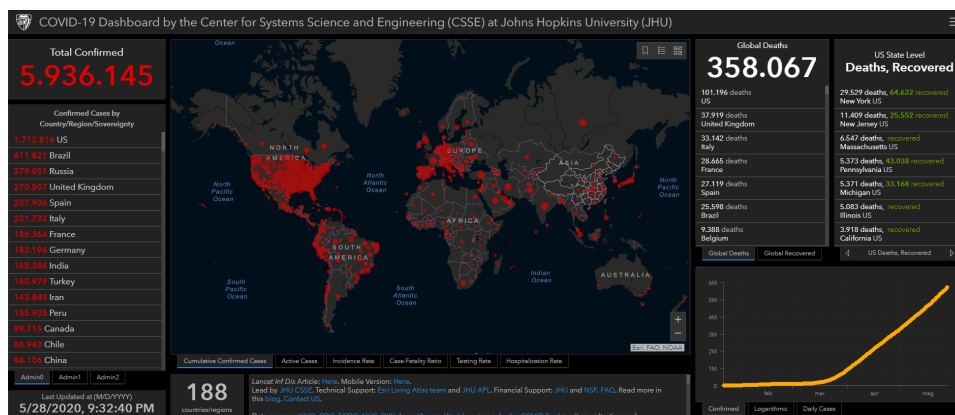 COVID-19 Dashboard by the Center for Systems Science and Engineering (CSSE) at Johns Hopkins University (JHU)
Total Confirmed
5.936.145
Confirmed Cases by
Country/Region/Sovereignty
1.712.816 US
411.821 Brazil
379.051 Russia
270.507 United Kingdom
237.906 Spain
231.732 Italy
186.364 France
182.196 Germany
165.386 India
160.979 Turkey
143.849 Iran
135.905 Peru
89.715 Canada
86.943 Chile
84.106 China
Admin0
Admin1
Admin2
Last Updated at (M/D/YYYY)
5/28/2020, 9:32:40 PM
Ocean
NORTH
AMERICA
EUROPE
ASIA
North
Pacific
Ocean
North
Atlantic
Ocean
North
Pacific
Ocean
AFRICA
SOUTH
AMERICA
Indian
Ocean
AUSTRALIA
South
Pacific
Ocean
South
Atlantic
Ocean
+
−
Esri, FAO, NOAA
Cumulative Confirmed Cases
Active Cases
Incidence Rate
Case-Fatality Ratio
Testing Rate
Hospitalization Rate
188
countries/regions
Lancet Inf Dis Article: Here. Mobile Version: Here.
Lead by JHU CSSE. Technical Support: Esri Living Atlas team and JHU APL. Financial Support: JHU and NSF. FAQ. Read more in
this blog. Contact US.
Global Deaths
358.067
101.196 deaths
US
37.919 deaths
United Kingdom
33.142 deaths
Italy
28.665 deaths
France
27.119 deaths
Spain
25.598 deaths
Brazil
9.388 deaths
Belgium
Global Deaths
Global Recovered
US State Level
Deaths, Recovered
29.529 deaths, 64.632 recovered
New York US
11.409 deaths, 25.552 recovered
New Jersey US
6.547 deaths, recovered
Massachusetts US
5.373 deaths, 43.038 recovered
Pennsylvania US
5.371 deaths, 33.168 recovered
Michigan US
5.083 deaths, recovered
Illinois US
3.918 deaths, recovered
California US
US Deaths, Recovered
6M
5M
4M
3M
2M
1M
0
feb
mar
apr
mag
Confirmed
Logarithmic
Daily Cases